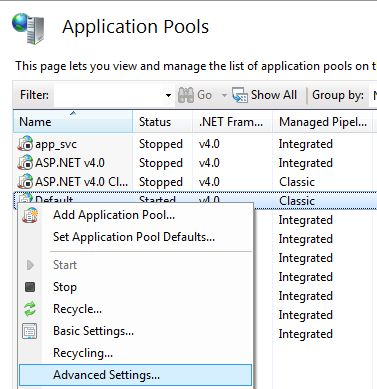 Application Pools
This page lets you view and manage the list of application pools on t
Filter: Go Show All Group by:
Name Status .NET Fram... Managed Pipel...
app_svc Stopped v4.0 Integrated
ASP.NET v4.0 Stopped v4.0 Integrated
ASP.NET v4.0 Cl... Stopped v4.0 Classic
Default Started v4.0 Classic
Add Application Pool... Integrated
Set Application Pool Defaults... Integrated
Start Integrated
Stop Integrated
Recycle... Integrated
Basic Settings... Integrated
Recycling... Integrated
Advanced Settings...